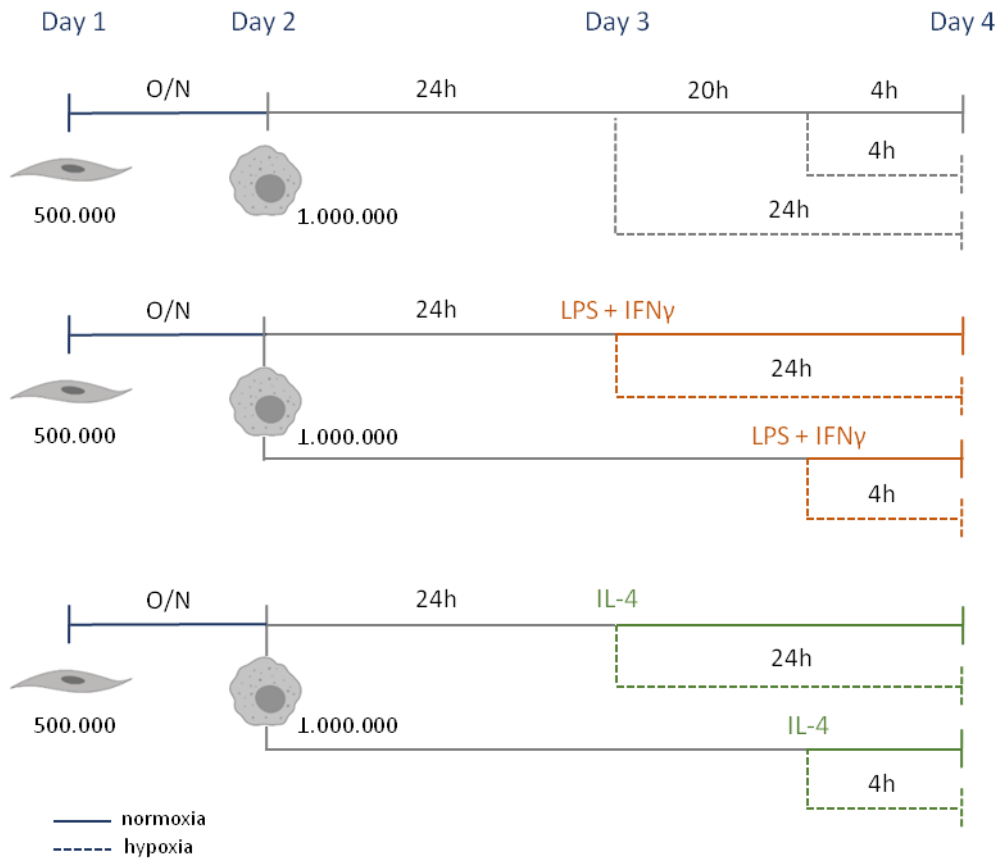 Day 1 Day 2 Day 3 Day 4
O/N 24h 20h 4h
4h
500.000 1.000.000
24h
O/N 24h LPS + IFNγ
24h
500.000 1.000.000
LPS + IFNγ
4h
O/N 24h IL-4
24h
500.000 1.000.000
IL-4
4h
normoxia
hypoxia